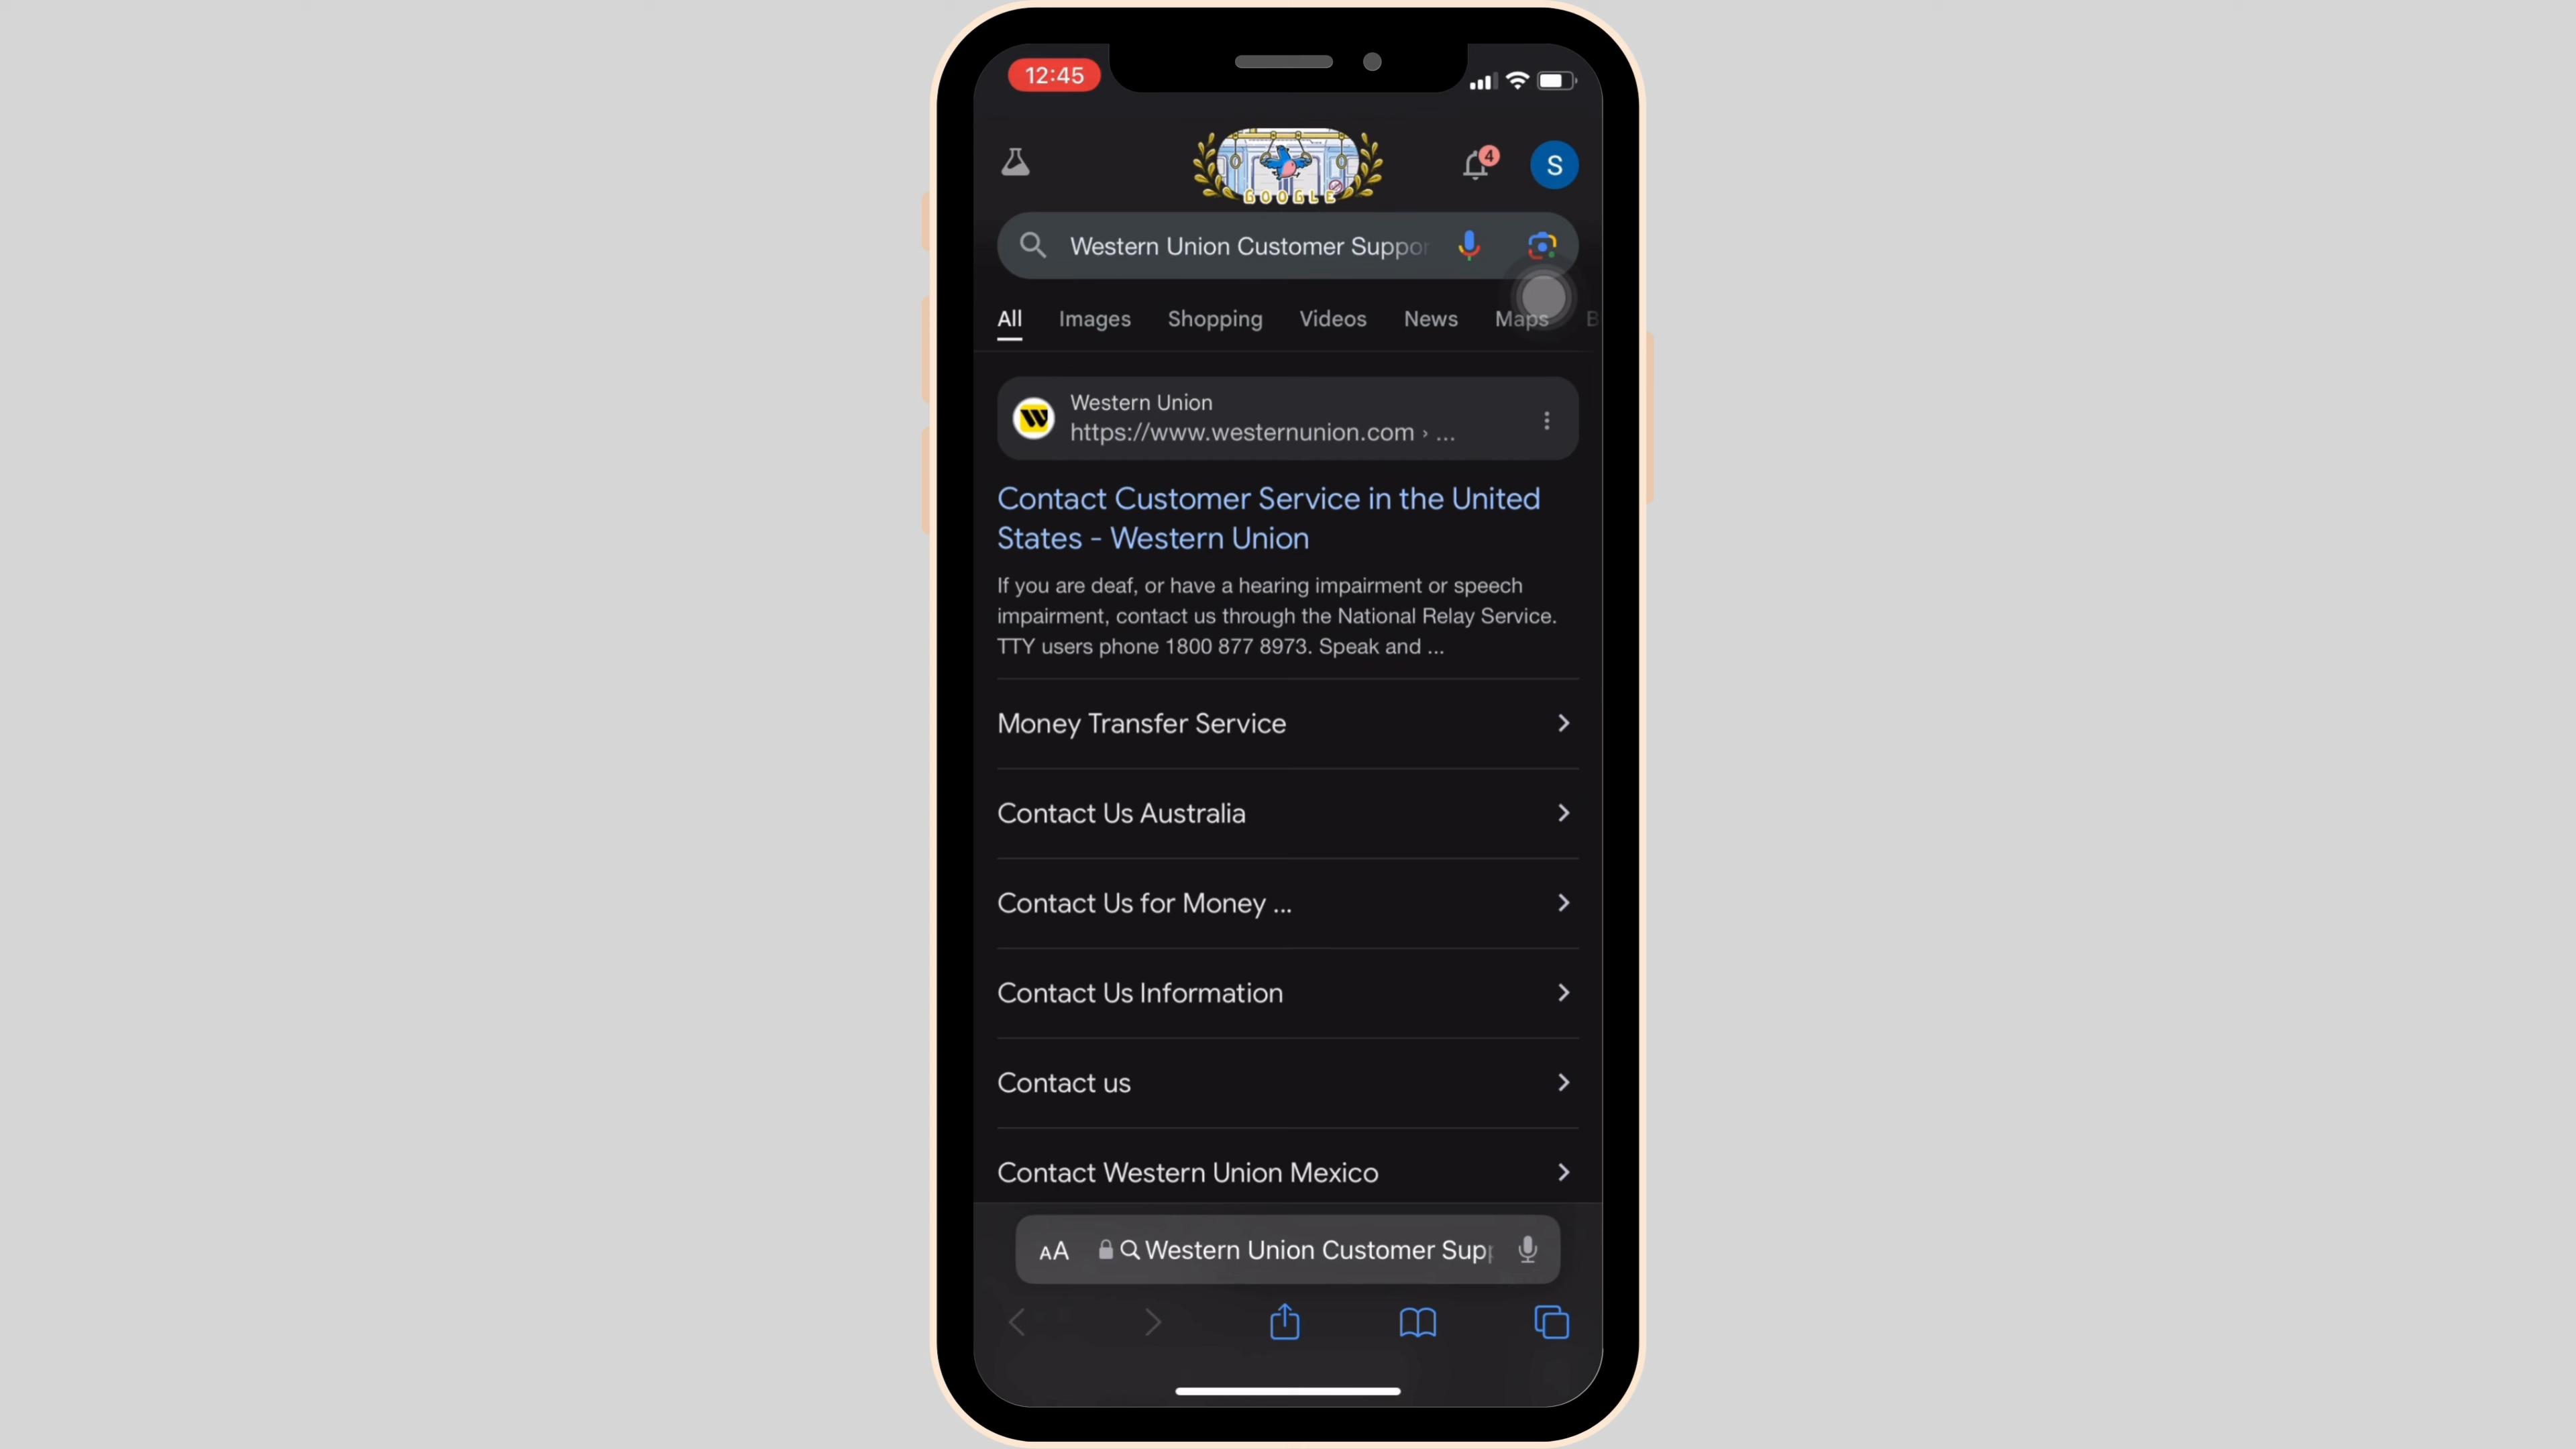 12:45
GOOGLE
4
S
Western Union Customer Suppor
All Images Shopping Videos News Maps B
W
Western Union
https://www.westernunion.com › ...
Contact Customer Service in the United
States - Western Union
If you are deaf, or have a hearing impairment or speech
impairment, contact us through the National Relay Service.
TTY users phone 1800 877 8973. Speak and ...
Money Transfer Service
Contact Us Australia
Contact Us for Money ...
Contact Us Information
Contact us
Contact Western Union Mexico
AA Western Union Customer Supp